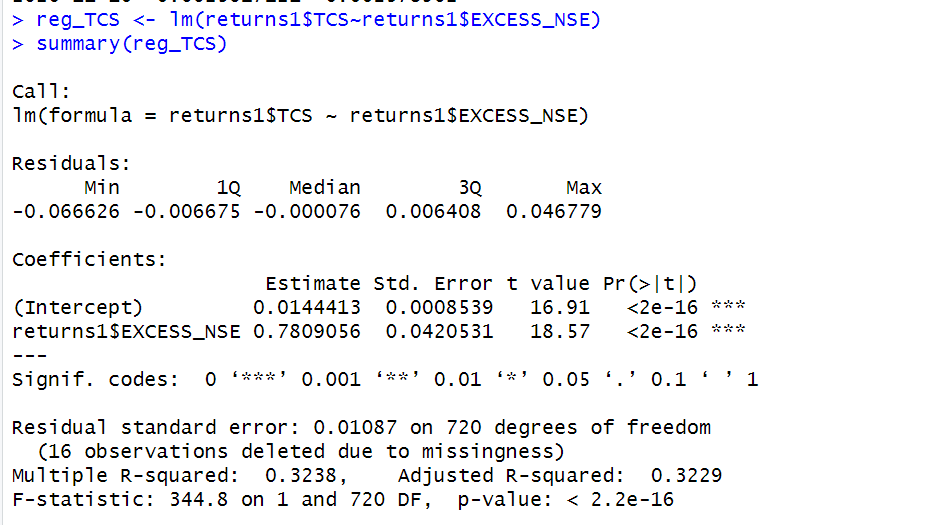 > reg_TCS <- lm(returns1$TCS~returns1$EXCESS_NSE)
> summary(reg_TCS)
Call:
lm(formula = returns1$TCS ~ returns1$EXCESS_NSE)
Residuals:
Min 1Q Median 3Q Max
-0.066626 -0.006675 -0.000076 0.006408 0.046779
Coefficients:
Estimate Std. Error t value Pr(>|t|)
(Intercept) 0.0144413 0.0008539 16.91 <2e-16 ***
returns1$EXCESS_NSE 0.7809056 0.0420531 18.57 <2e-16 ***
---
Signif. codes: 0 ‘***’ 0.001 ‘**’ 0.01 ‘*’ 0.05 ‘.’ 0.1 ‘ ’ 1
Residual standard error: 0.01087 on 720 degrees of freedom
(16 observations deleted due to missingness)
Multiple R-squared: 0.3238, Adjusted R-squared: 0.3229
F-statistic: 344.8 on 1 and 720 DF, p-value: < 2.2e-16